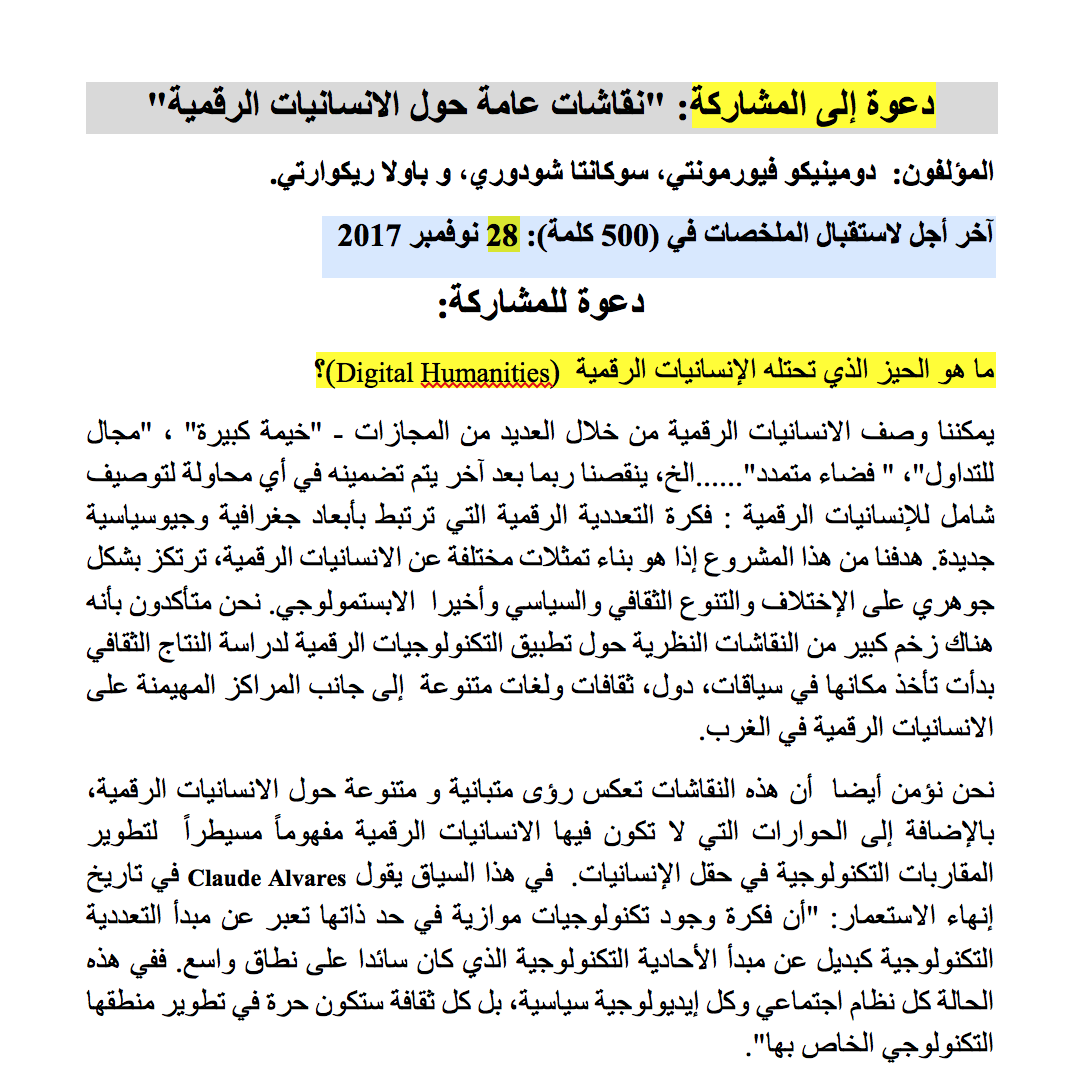 دعوة إلى المشاركة: "نقاشات عامة حول الانسانيات الرقمية"
المؤلفون: دومينيكو فيورمونتي، سوكانتا شودوري، و باولا ريكوارتي.
آخر أجل لاستقبال الملخصات في (500 كلمة): 28 نوفمبر 2017
دعوة للمشاركة:
ما هو الحيز الذي تحتله الإنسانيات الرقمية (Digital Humanities)؟
يمكننا وصف الانسانيات الرقمية من خلال العديد من المجازات - "خيمة كبيرة" ، "مجال
للتداول"، " فضاء متمدد"......الخ، ينقصنا ربما بعد آخر يتم تضمينه في أي محاولة لتوصيف
شامل للإنسانيات الرقمية : فكرة التعددية الرقمية التي ترتبط بأبعاد جغرافية وجيوسياسية
جديدة. هدفنا من هذا المشروع إذا هو بناء تمثلات مختلفة عن الانسانيات الرقمية، ترتكز بشكل
جوهري على الإختلاف والتنوع الثقافي والسياسي وأخيرا الابستمولوجي. نحن متأكدون بأنه
هناك زخم كبير من النقاشات النظرية حول تطبيق التكنولوجيات الرقمية لدراسة النتاج الثقافي
بدأت تأخذ مكانها في سياقات، دول، ثقافات ولغات متنوعة إلى جانب المراكز المهيمنة على
الانسانيات الرقمية في الغرب.
نحن نؤمن أيضا أن هذه النقاشات تعكس رؤى متبانية و متنوعة حول الانسانيات الرقمية،
بالإضافة إلى الحوارات التي لا تكون فيها الانسانيات الرقمية مفهوماً مسيطراً لتطوير
المقاربات التكنولوجية في حقل الإنسانيات. في هذا السياق يقول Claude Alvares في تاريخ
إنهاء الاستعمار: "أن فكرة وجود تكنولوجيات موازية في حد ذاتها تعبر عن مبدأ التعددية
التكنولوجية كبديل عن مبدأ الأحادية التكنولوجية الذي كان سائدا على نطاق واسع. ففي هذه
الحالة كل نظام اجتماعي وكل إيديولوجية سياسية، بل كل ثقافة ستكون حرة في تطوير منطقها
التكنولوجي الخاص بها".